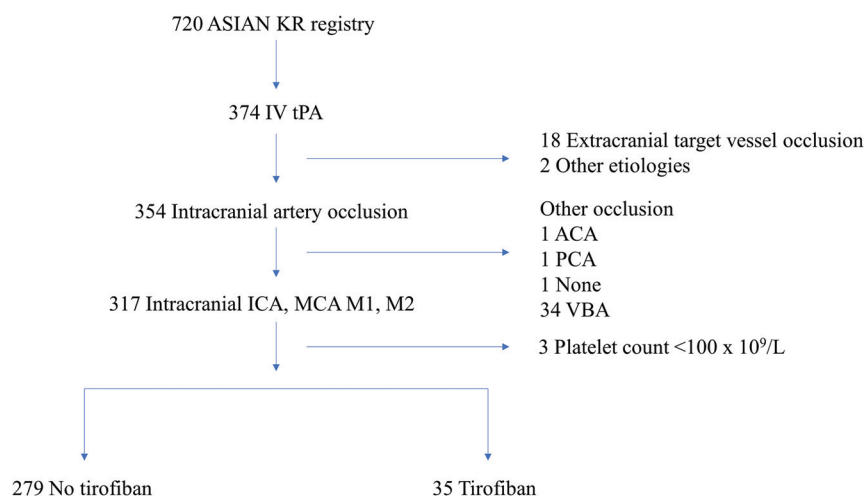 720 ASIAN KR registry
374 IV tPA
18 Extracranial target vessel occlusion
2 Other etiologies
354 Intracranial artery occlusion
Other occlusion
1 ACA
1 PCA
1 None
34 VBA
317 Intracranial ICA, MCA M1, M2
3 Platelet count <100 x 10⁹/L
279 No tirofiban
35 Tirofiban